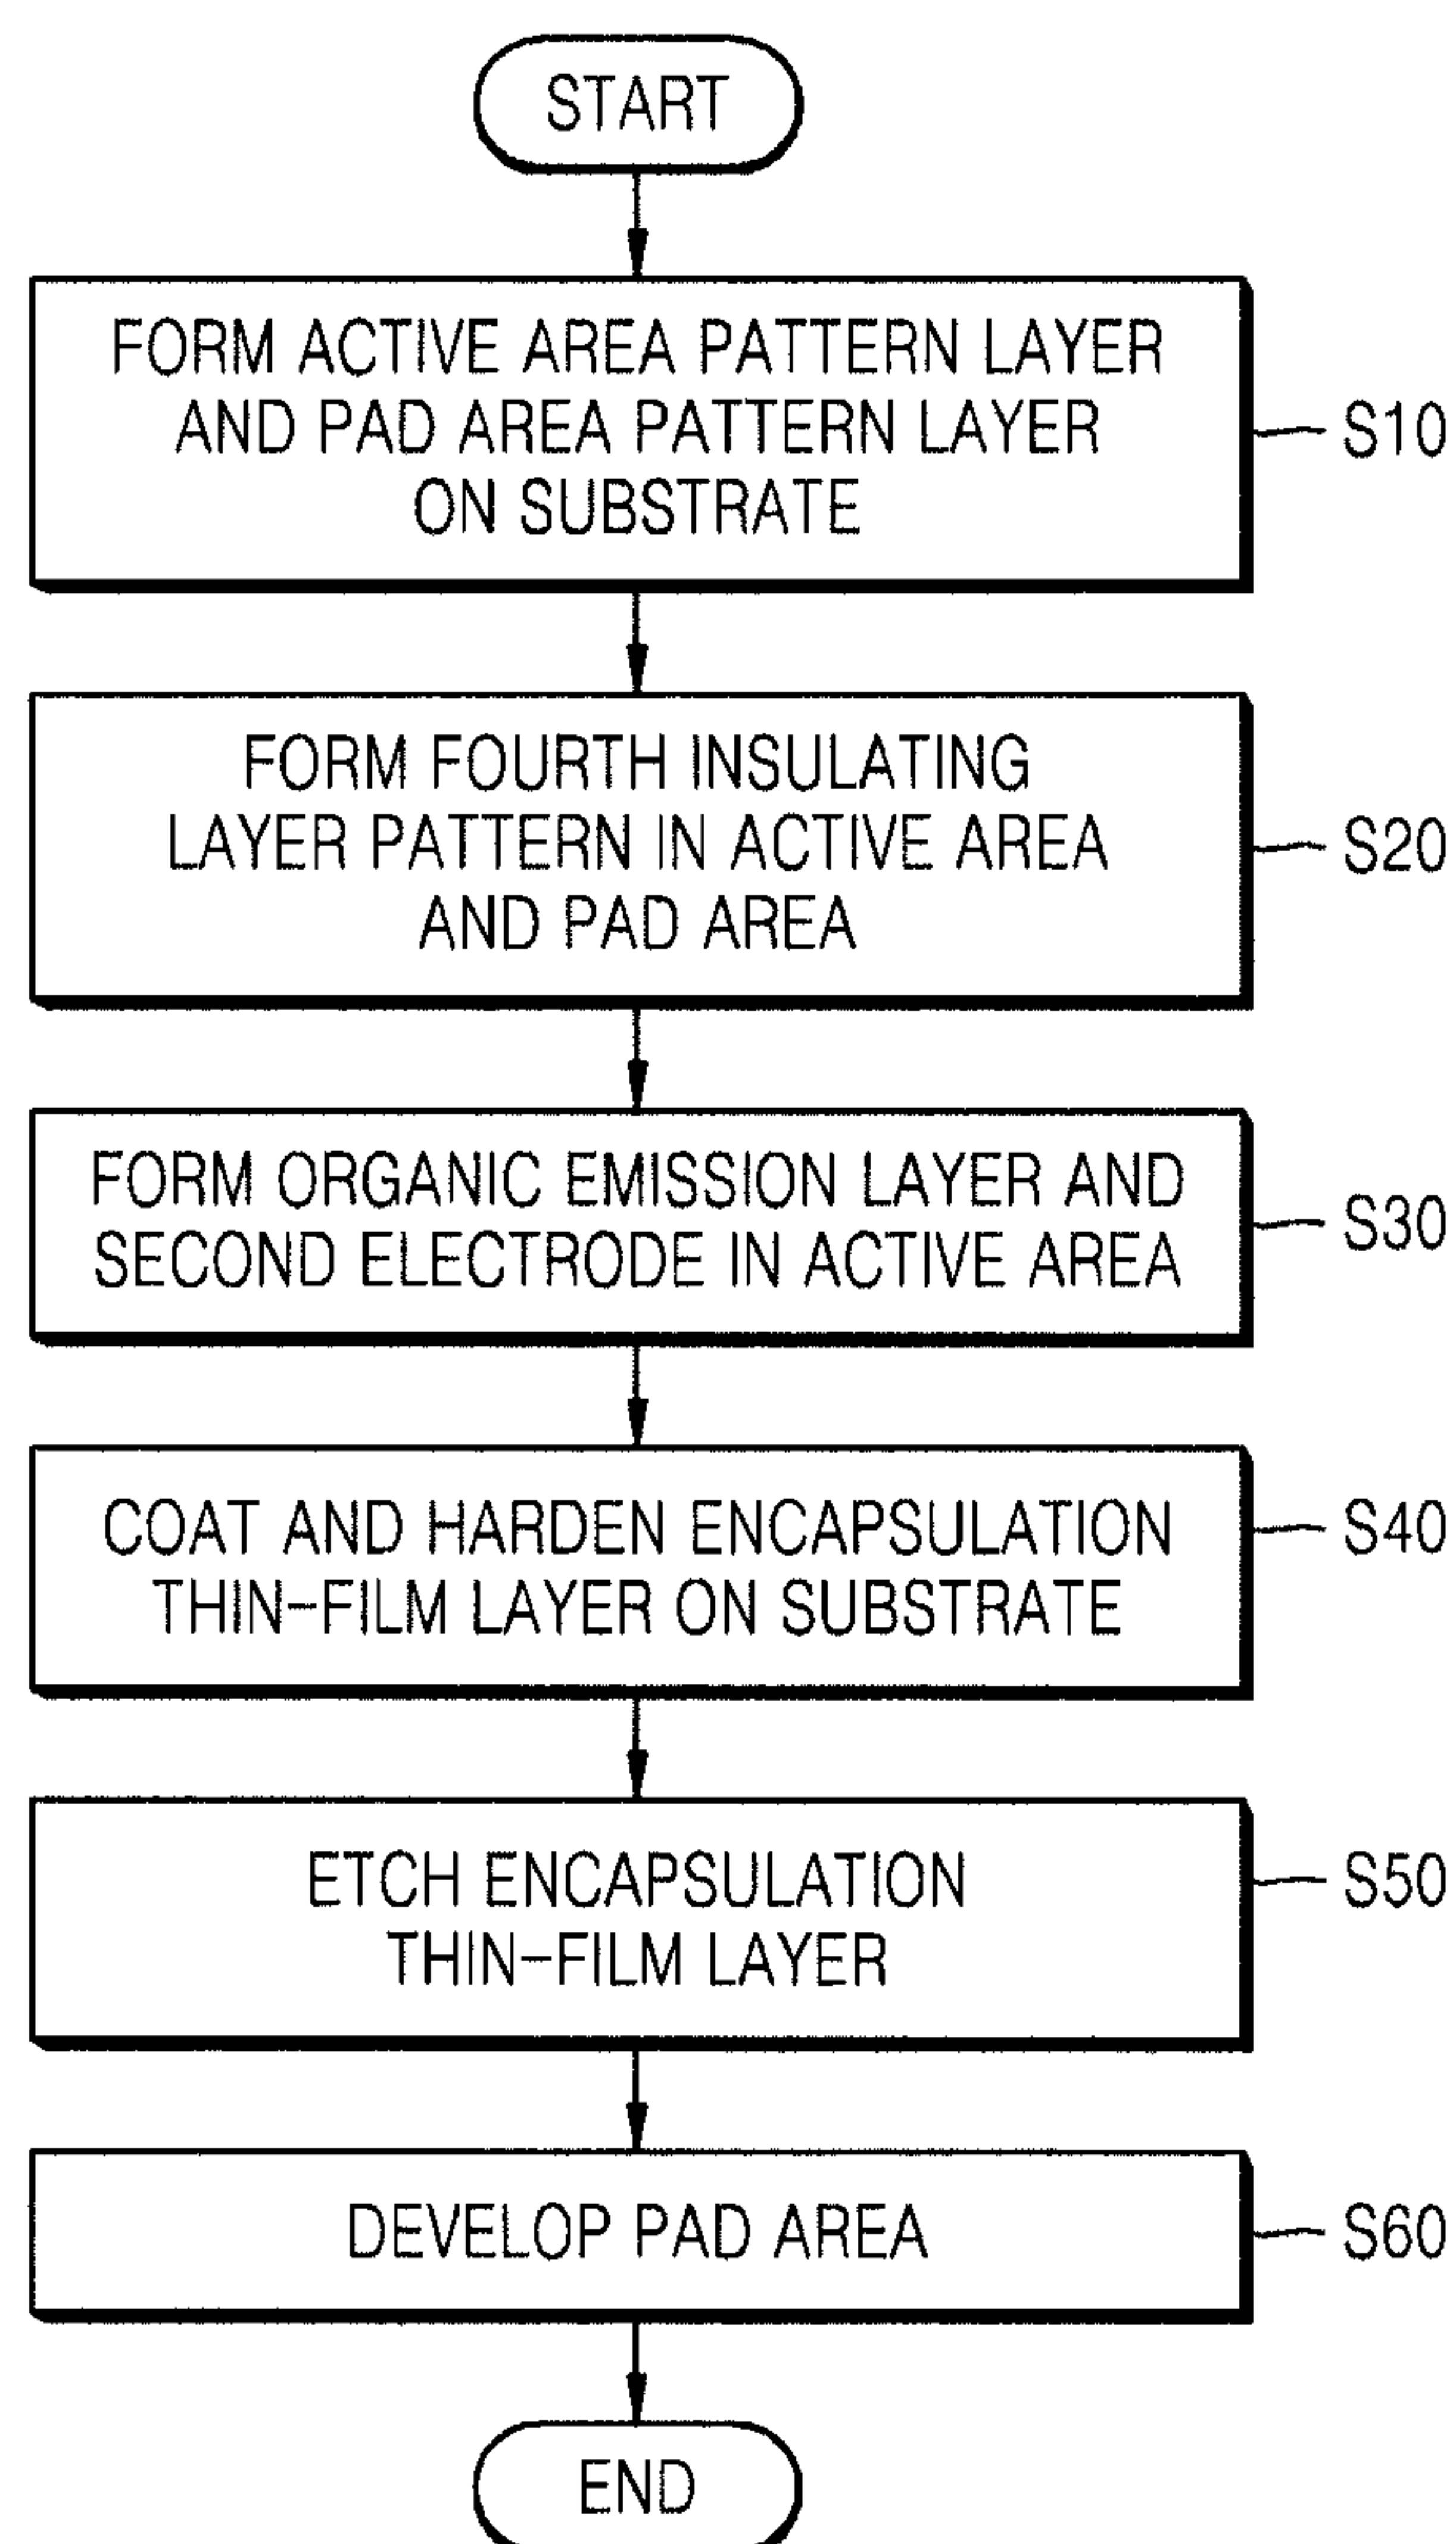 START
FORM ACTIVE AREA PATTERN LAYER
AND PAD AREA PATTERN LAYER
ON SUBSTRATE
S10
FORM FOURTH INSULATING
LAYER PATTERN IN ACTIVE AREA
AND PAD AREA
S20
FORM ORGANIC EMISSION LAYER AND
SECOND ELECTRODE IN ACTIVE AREA
S30
COAT AND HARDEN ENCAPSULATION
THIN-FILM LAYER ON SUBSTRATE
S40
ETCH ENCAPSULATION
THIN-FILM LAYER
S50
DEVELOP PAD AREA
S60
END